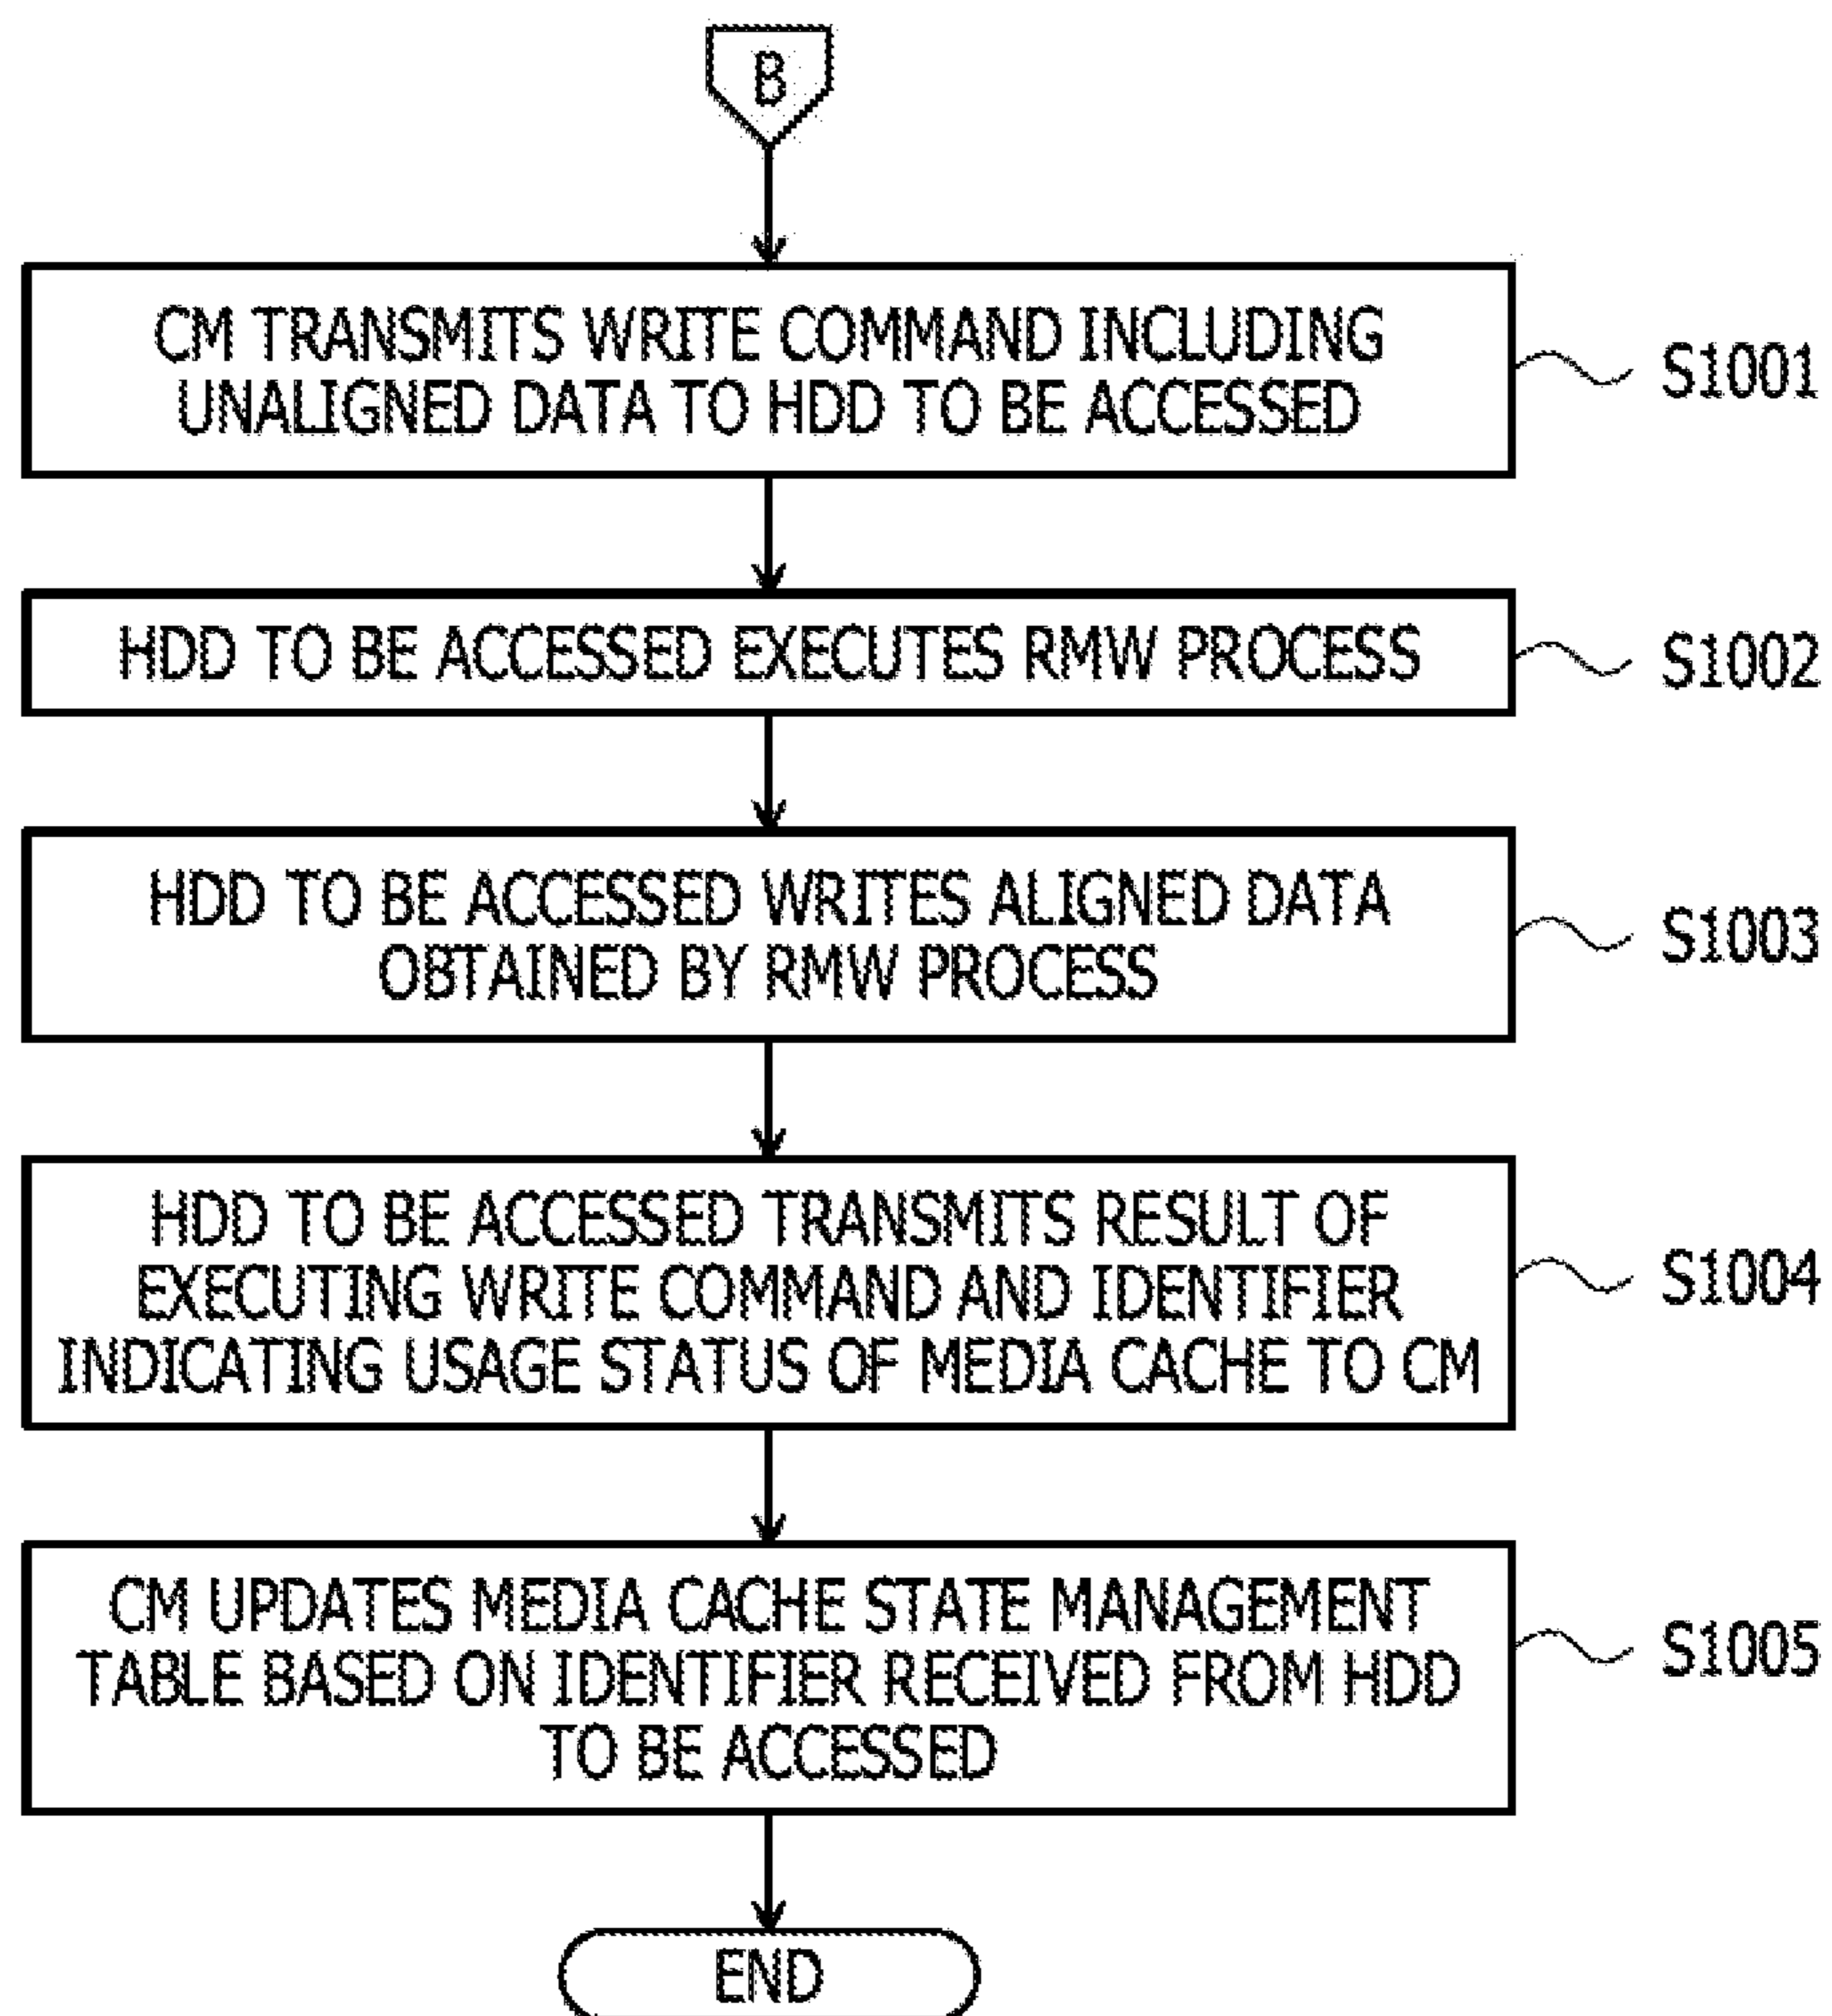 B
CM TRANSMITS WRITE COMMAND INCLUDING
UNALIGNED DATA TO HDD TO BE ACCESSED
S1001
HDD TO BE ACCESSED EXECUTES RMW PROCESS
S1002
HDD TO BE ACCESSED WRITES ALIGNED DATA
OBTAINED BY RMW PROCESS
S1003
HDD TO BE ACCESSED TRANSMITS RESULT OF
EXECUTING WRITE COMMAND AND IDENTIFIER
INDICATING USAGE STATUS OF MEDIA CACHE TO CM
S1004
CM UPDATES MEDIA CACHE STATE MANAGEMENT
TABLE BASED ON IDENTIFIER RECEIVED FROM HDD
TO BE ACCESSED
S1005
END